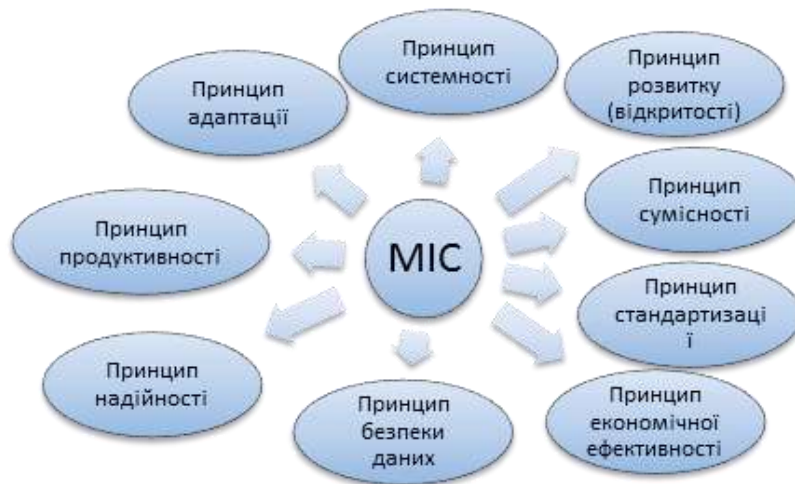 Принцип
системності
Принцип
розвитку
(відкритості)
Принцип
адаптації
Принцип
сумісності
Принцип
продуктивності
МІС
Принцип
стандартизаці
ї
Принцип
надійності
Принцип
безпеки
даних
Принцип
економічної
ефективності